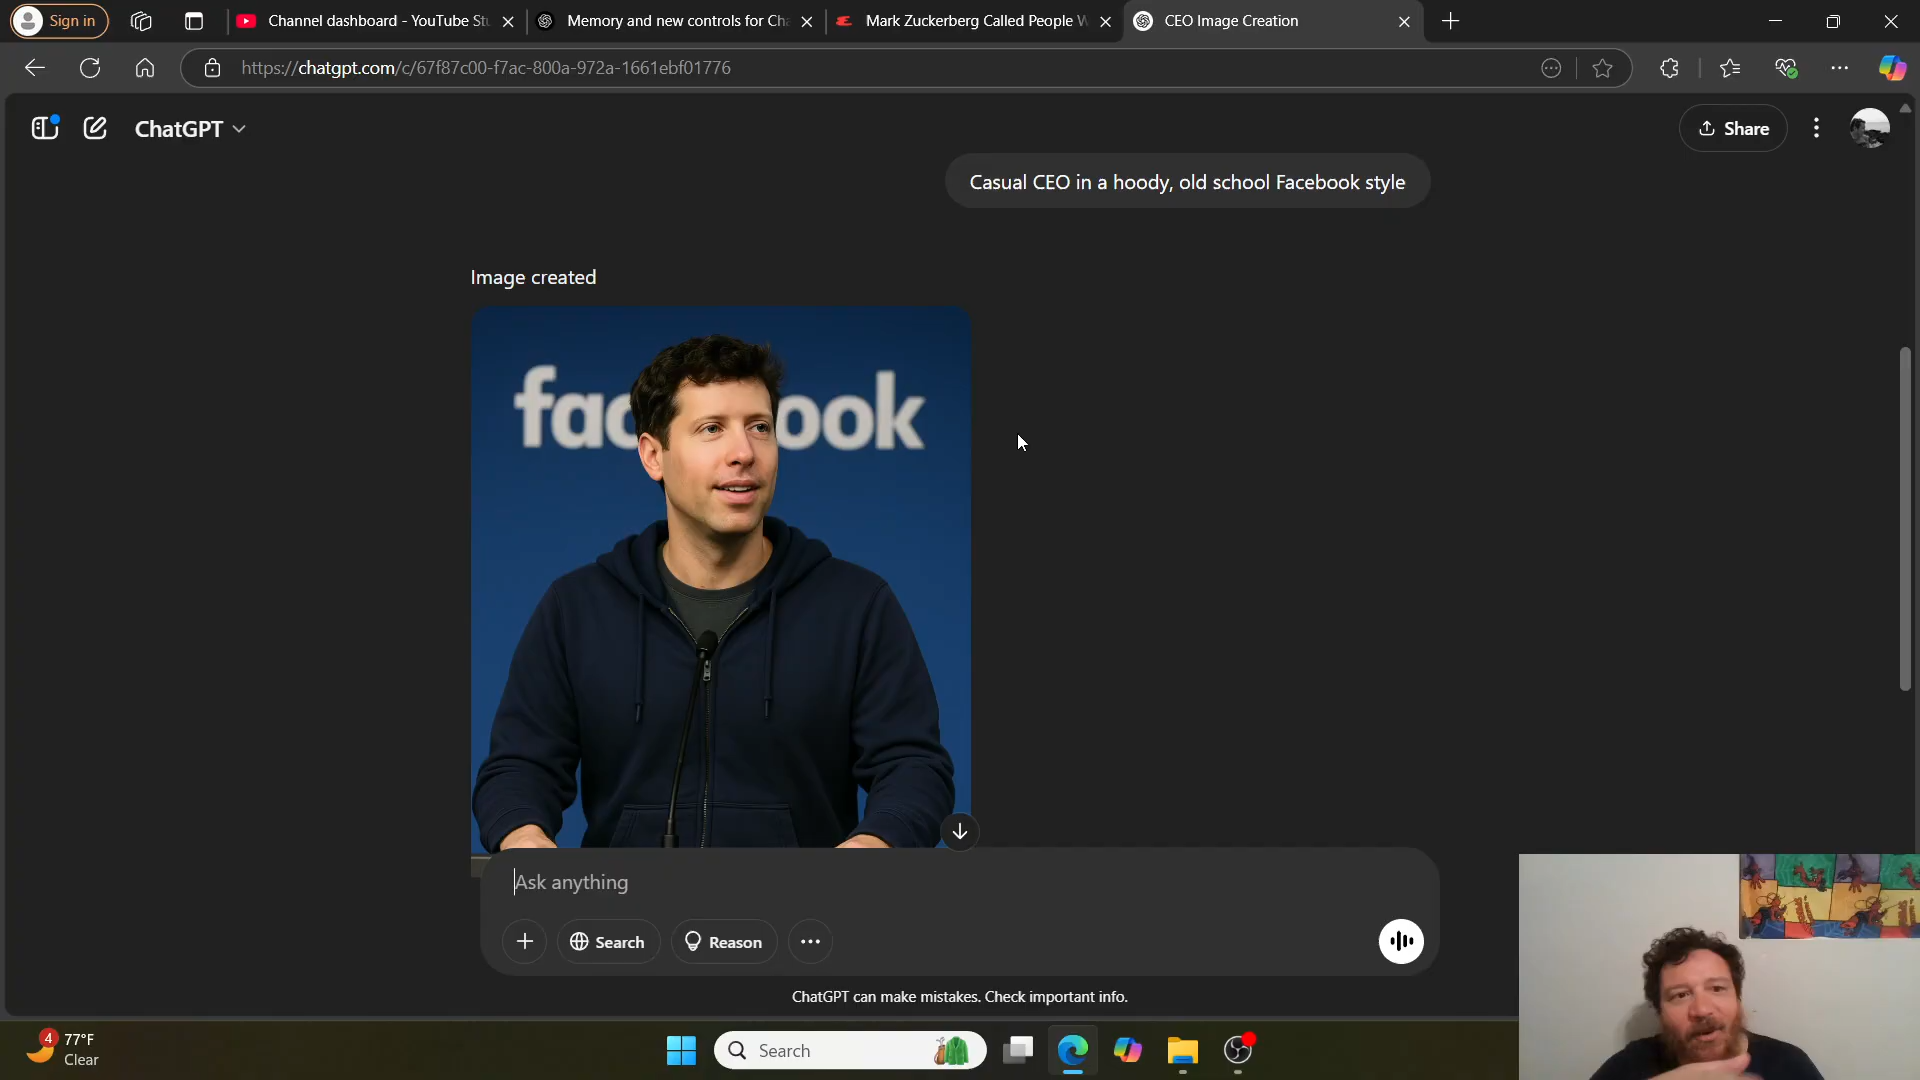 Sign in
Channel dashboard - YouTube St
Memory and new controls for Cha
Mark Zuckerberg Called People W
CEO Image Creation
https://chatgpt.com/c/67f87c00-f7ac-800a-972a-1661ebf01776
ChatGPT
Share
Casual CEO in a hoody, old school Facebook style
Image created
fac ook
Ask anything
Search
Reason
ChatGPT can make mistakes. Check important info.
4
77°F
Clear
Search